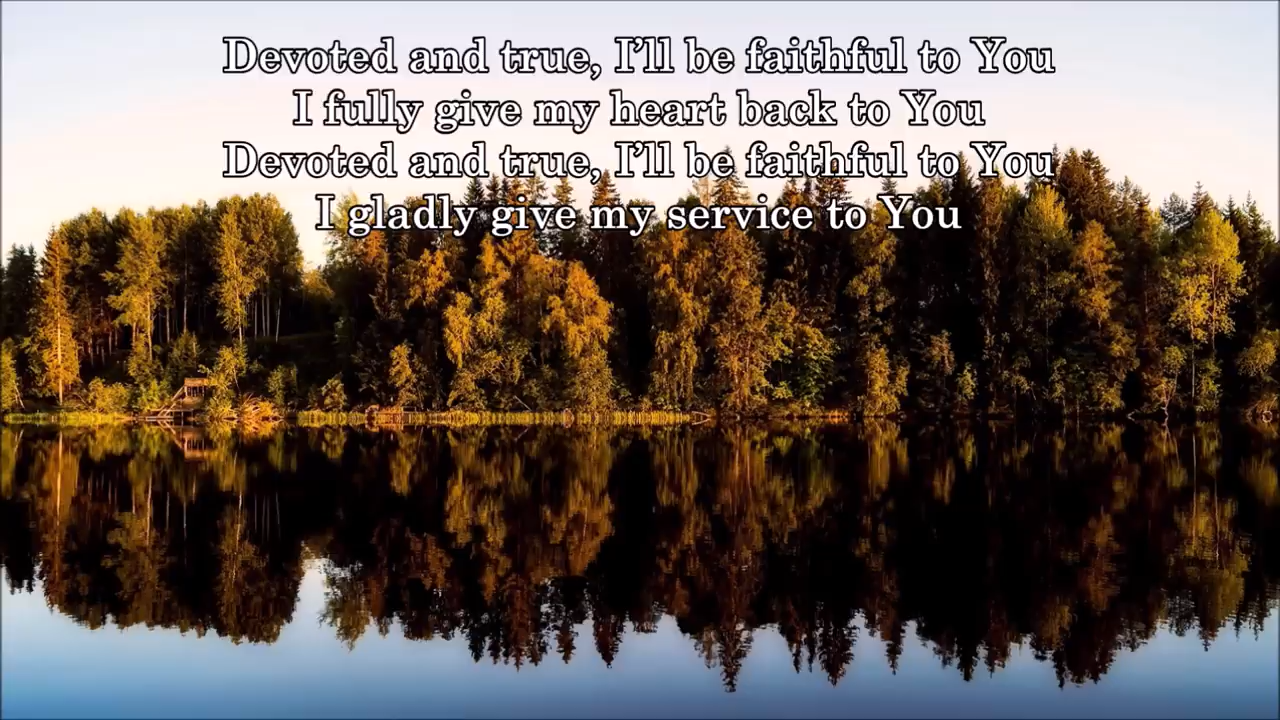 Devoted and true, I’ll be faithful to You
I fully give my heart back to You
Devoted and true, I’ll be faithful to You
I gladly give my service to You